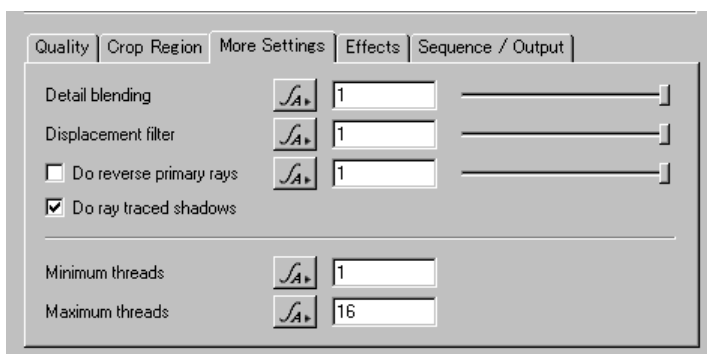 Quality Crop Region More Settings Effects Sequence / Output
Detail blending 1
Displacement filter 1
Do reverse primary rays 1
Do ray traced shadows
Minimum threads 1
Maximum threads 16